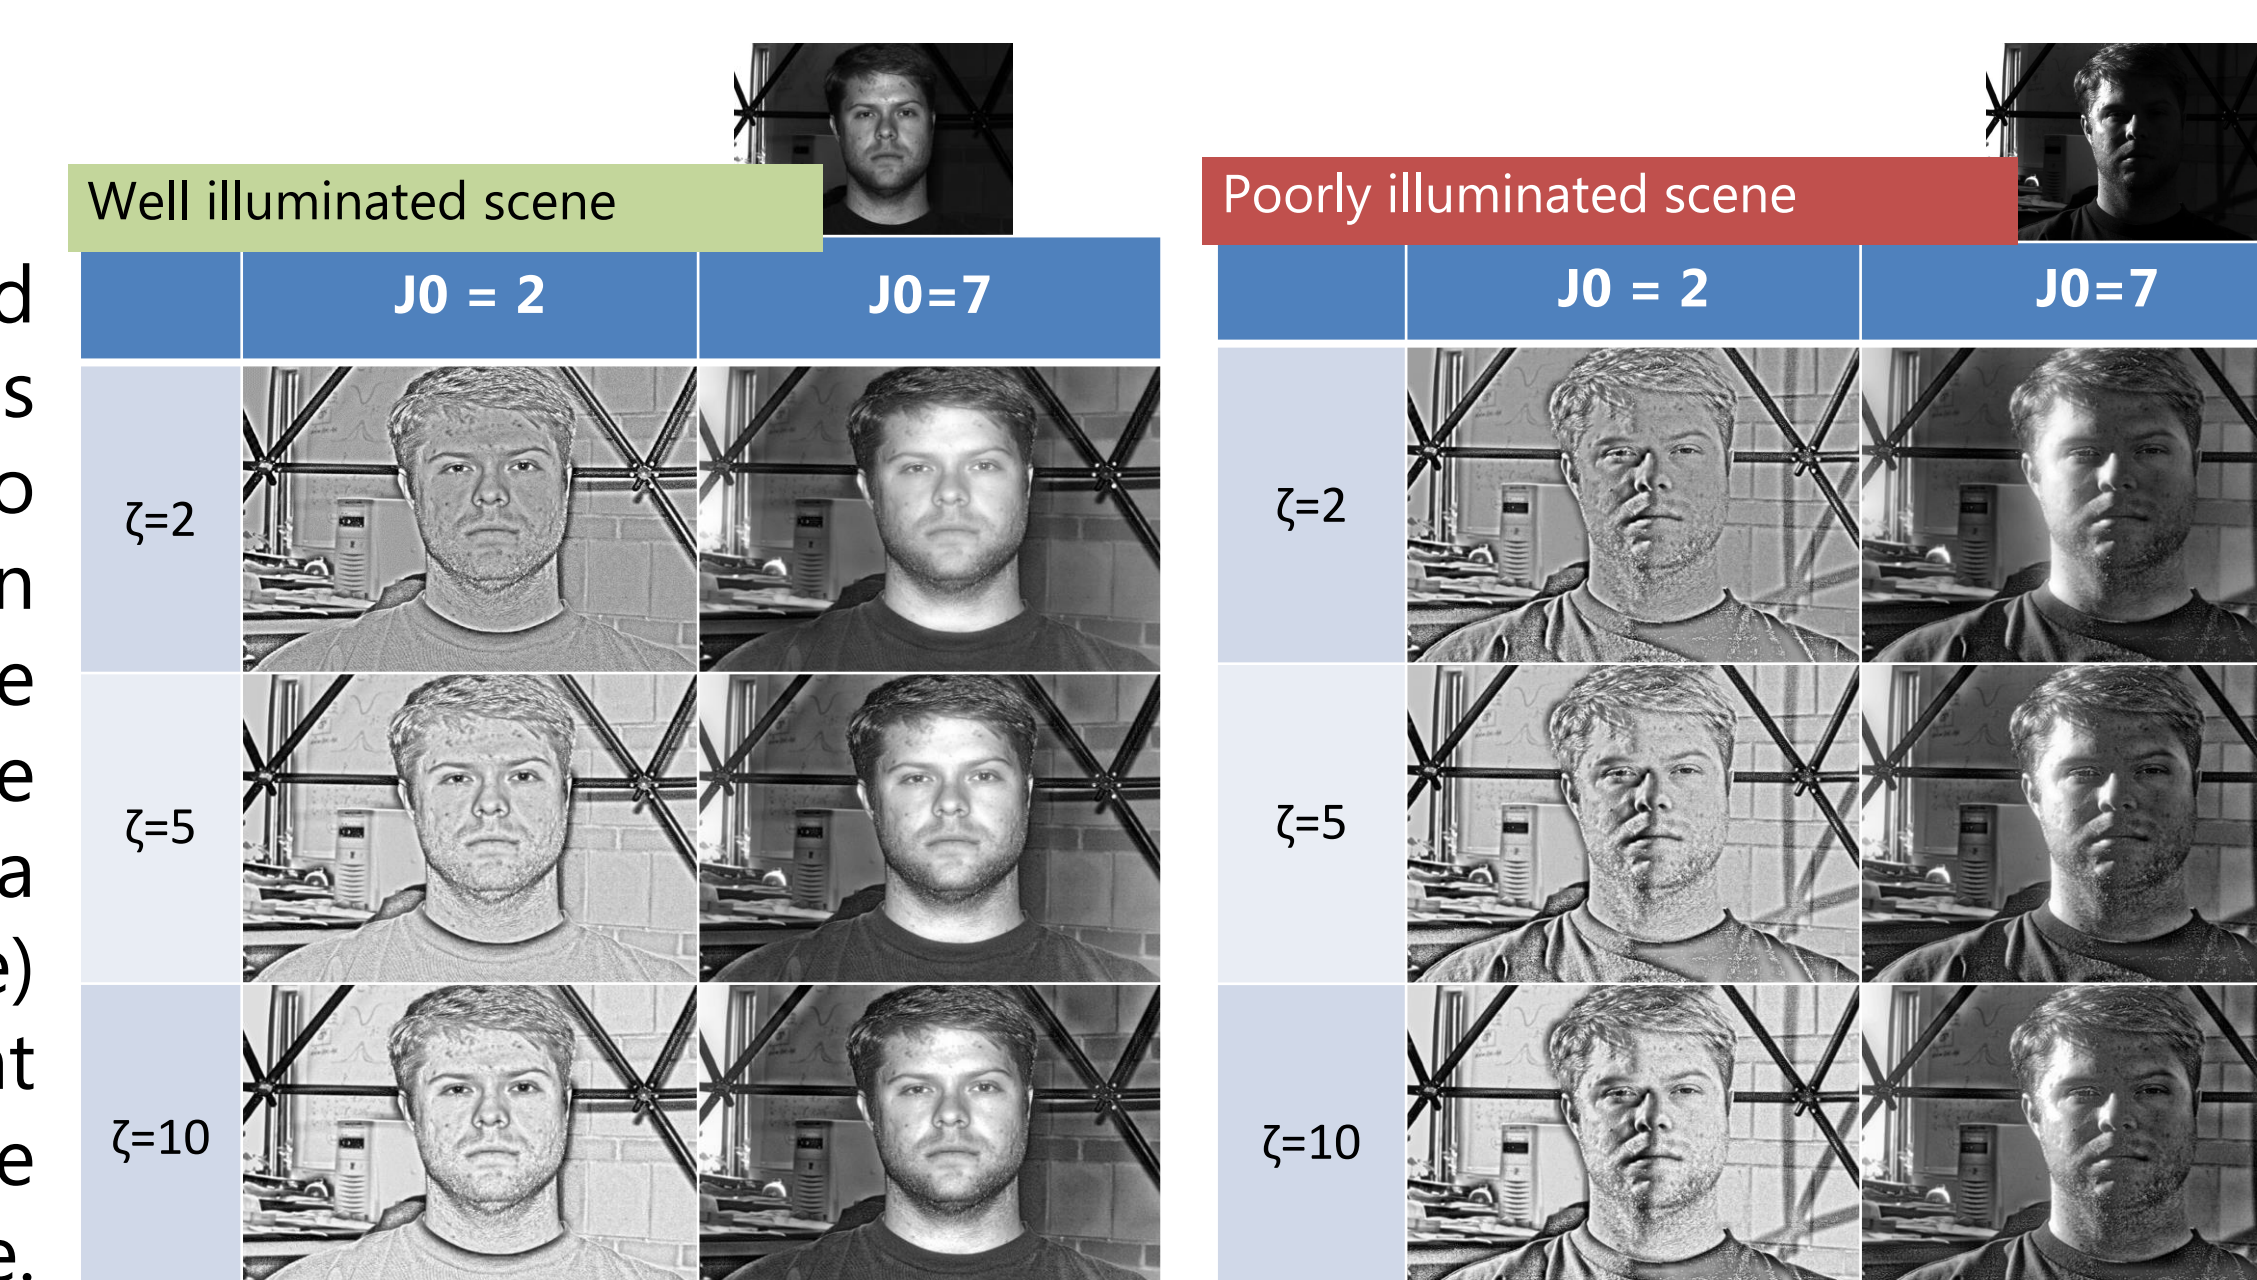 Well illuminated scene
J0 = 2
J0=7
ζ=2
ζ=5
ζ=10
Poorly illuminated scene
J0 = 2
J0=7
ζ=2
ζ=5
ζ=10